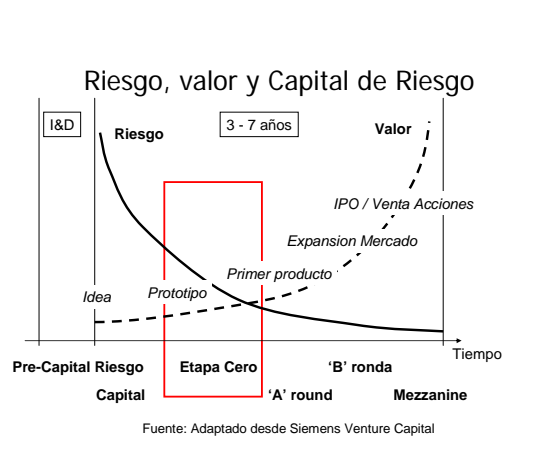 Riesgo, valor y Capital de Riesgo
I&D
Riesgo
3 - 7 años
Valor
IPO / Venta Acciones
Expansion Mercado
Primer producto
Idea
Prototipo
Tiempo
Pre-Capital Riesgo
Etapa Cero
‘B’ ronda
Capital
‘A’ round
Mezzanine
Fuente: Adaptado desde Siemens Venture Capital